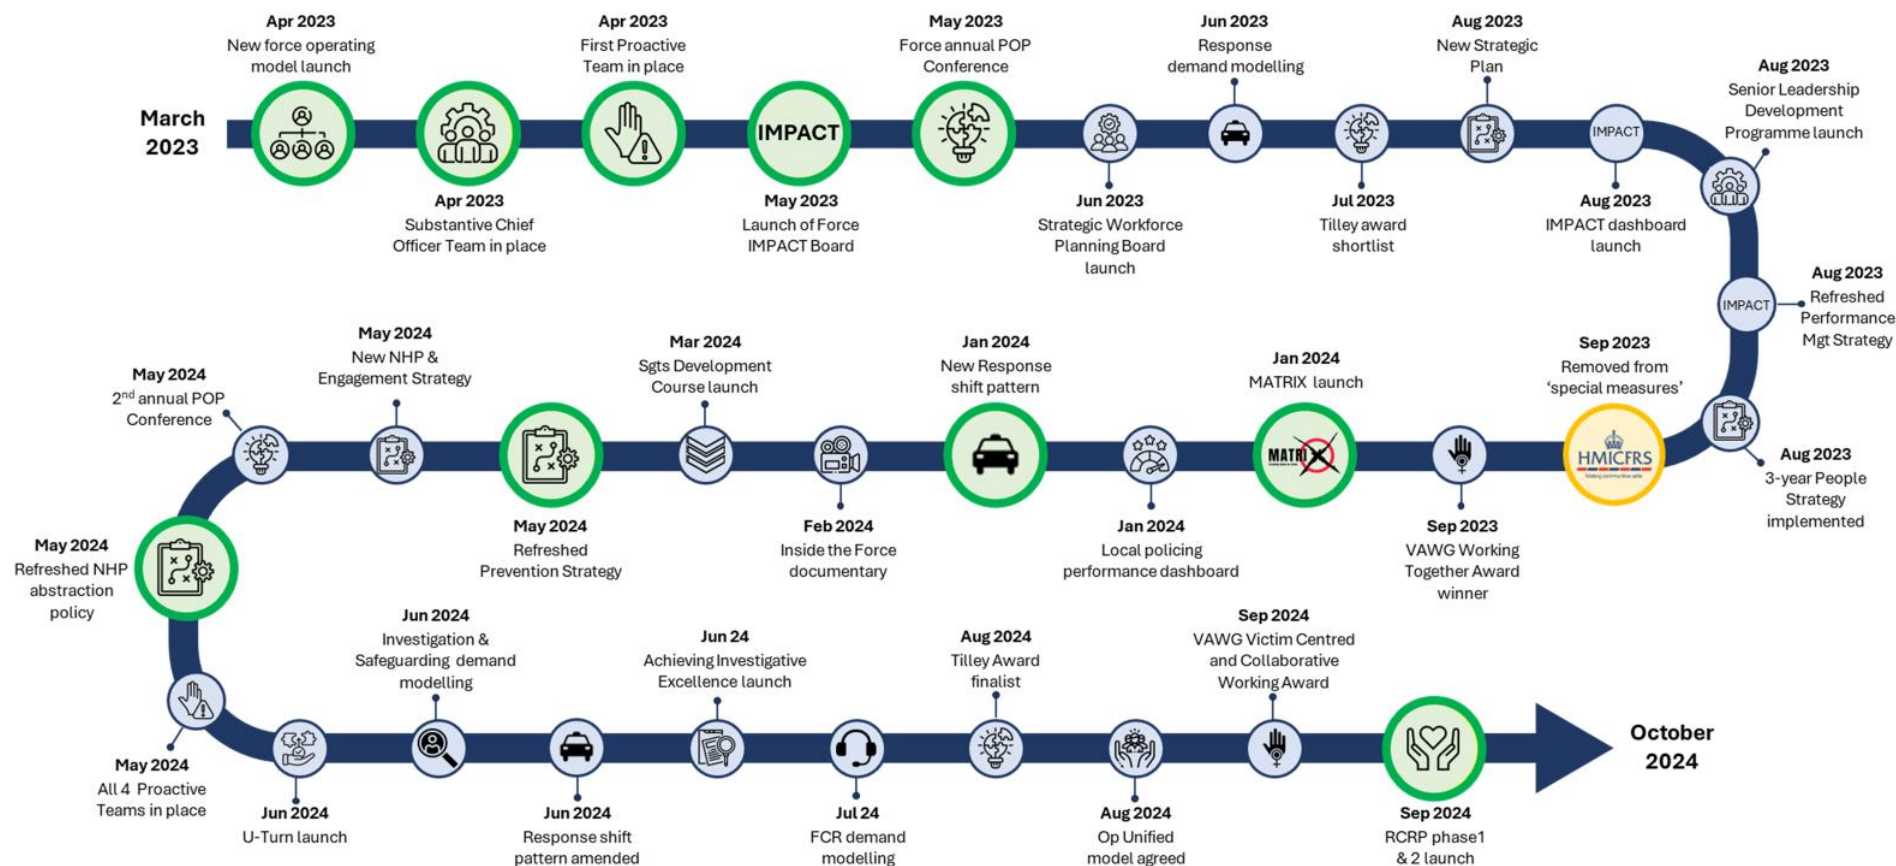 March
2023
Apr 2023
New force operating
model launch
Apr 2023
Substantive Chief
Officer Team in place
Apr 2023
First Proactive
Team in place
IMPACT
May 2023
Launch of Force
IMPACT Board
May 2023
Force annual POP
Conference
Jun 2023
Strategic Workforce
Planning Board
launch
Jun 2023
Response
demand modelling
Jul 2023
Tilley award
shortlist
Aug 2023
New Strategic
Plan
IMPACT
Aug 2023
IMPACT dashboard
launch
Aug 2023
Senior Leadership
Development
Programme launch
IMPACT
Aug 2023
Refreshed
Performance
Mgt Strategy
Aug 2023
3-year People
Strategy
implemented
Sep 2023
Removed from
‘special measures’
HMICFRS
Sep 2023
VAWG Working
Together Award
winner
Jan 2024
MATRIX launch
MATRIX
Jan 2024
Local policing
performance dashboard
Jan 2024
New Response
shift pattern
Feb 2024
Inside the Force
documentary
Mar 2024
Sgts Development
Course launch
May 2024
Refreshed
Prevention Strategy
May 2024
New NHP &
Engagement Strategy
May 2024
2nd annual POP
Conference
May 2024
Refreshed NHP
abstraction
policy
May 2024
All 4 Proactive
Teams in place
Jun 2024
U-Turn launch
Jun 2024
Investigation &
Safeguarding demand
modelling
Jun 2024
Response shift
pattern amended
Jun 24
Achieving Investigative
Excellence launch
Jul 24
FCR demand
modelling
Aug 2024
Tilley Award
finalist
Aug 2024
Op Unified
model agreed
Sep 2024
VAWG Victim Centred
and Collaborative
Working Award
Sep 2024
RCRP phase1
& 2 launch
October
2024